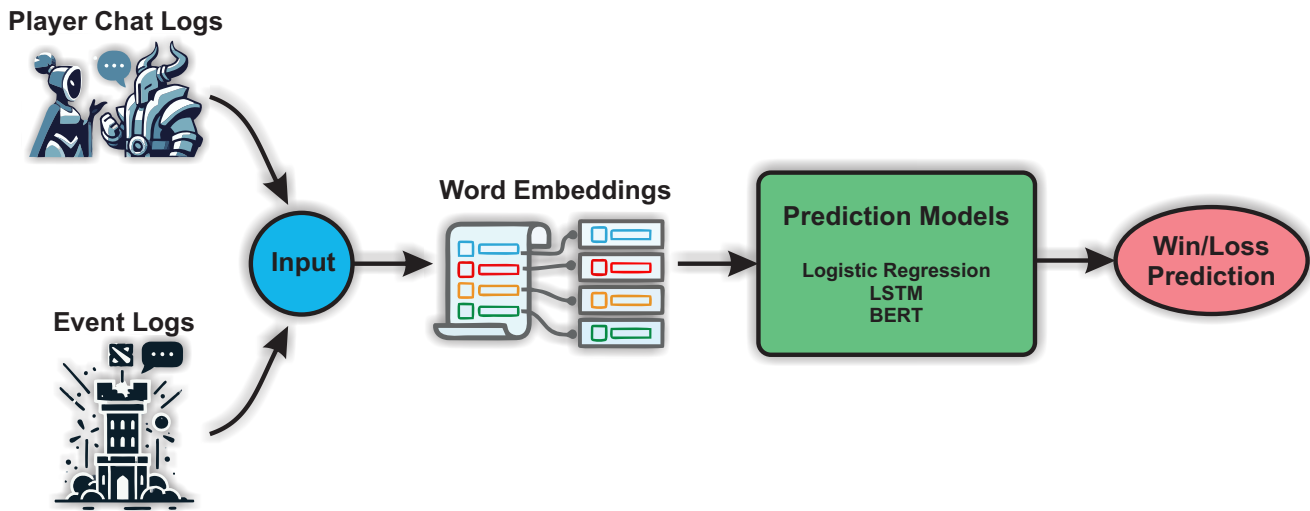 Player Chat Logs
Event Logs
Input
Word Embeddings
Prediction Models
Logistic Regression
LSTM
BERT
Win/Loss
Prediction